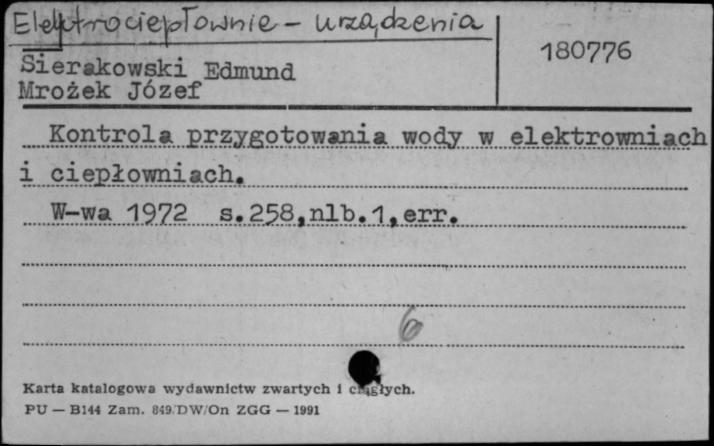 Elektrociepłownie - urządzenia
180776
Sierakowski Edmund
Mrożek Józef
Kontrola przygotowania wody w elektrowniach
i ciepłowniach.
W-wa 1972 s.258,nlb.1,err.
6
Karta katalogowa wydawnictw zwartych i ciągłych.
PU — B144 Zam. 849/DW/On ZGG — 1991